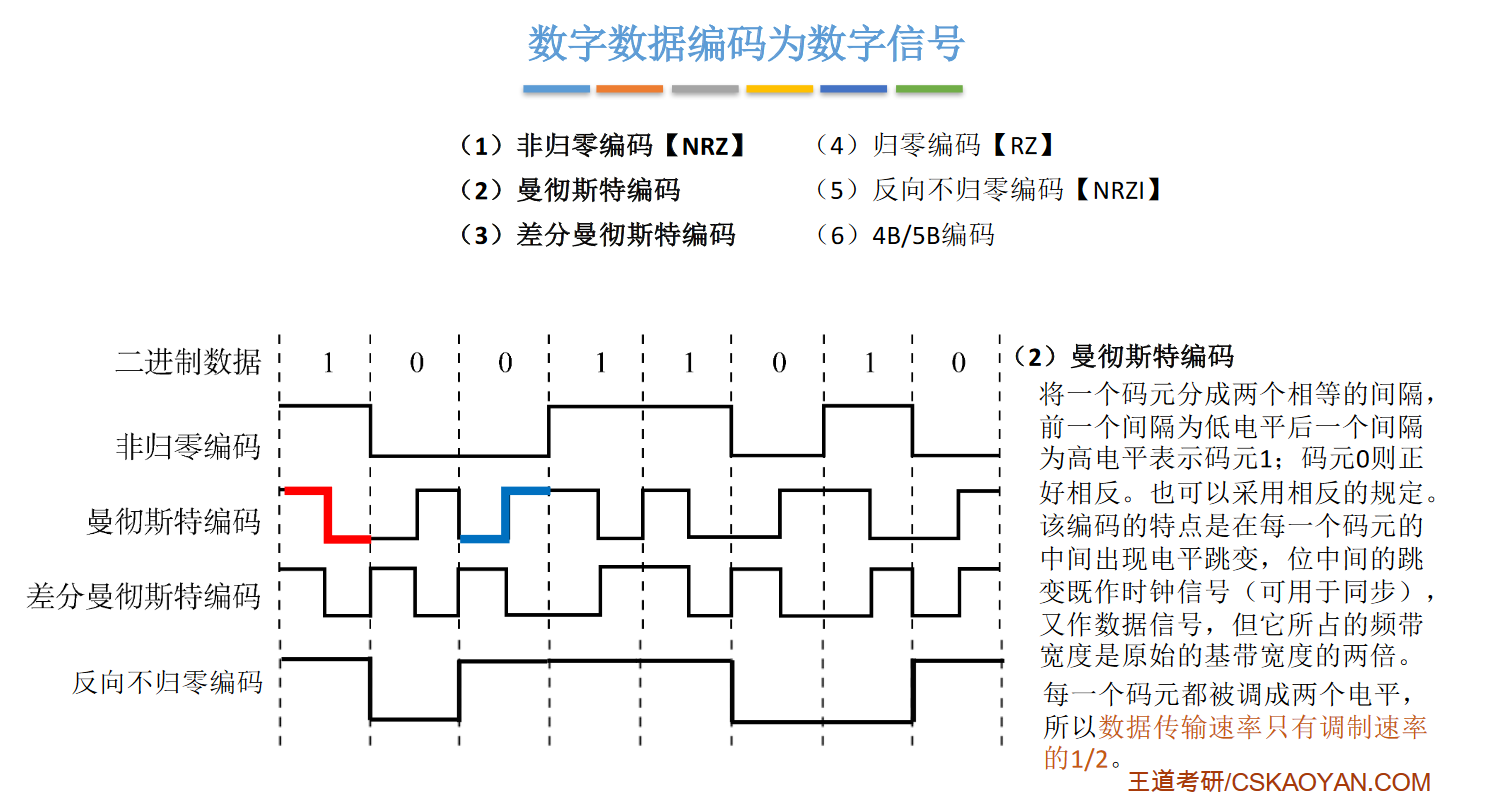 数字数据编码为数字信号
（1）非归零编码【NRZ】
（4）归零编码【RZ】
（2）曼彻斯特编码
（5）反向不归零编码【NRZI】
（3）差分曼彻斯特编码
（6）4B/5B编码
二进制数据 1 0 0 1 1 0 1 0
非归零编码
曼彻斯特编码
差分曼彻斯特编码
反向不归零编码
（2）曼彻斯特编码
将一个码元分成两个相等的间隔，
前一个间隔为低电平后一个间隔
为高电平表示码元1；码元0则正
好相反。也可以采用相反的规定。
该编码的特点是在每一个码元的
中间出现电平跳变，位中间的跳
变既作时钟信号（可用于同步），
又作数据信号，但它所占的频带
宽度是原始的基带宽度的两倍。
每一个码元都被调成两个电平，
所以数据传输速率只有调制速率
的1/2。
王道考研/CSKAOYAN.COM